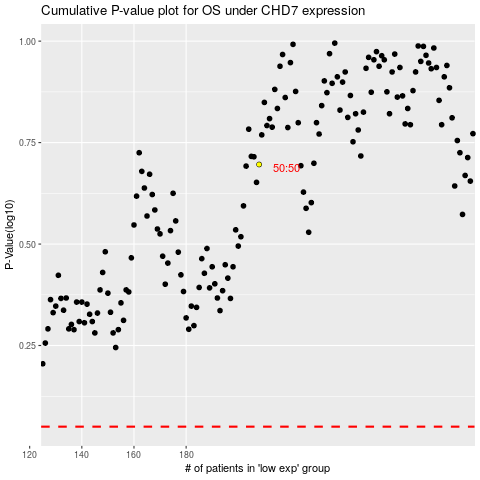 Cumulative P-value plot for OS under CHD7 expression
P-Value(log10)
1.00
0.75
0.50
0.25
50:50
120 140 160 180
# of patients in 'low exp' group